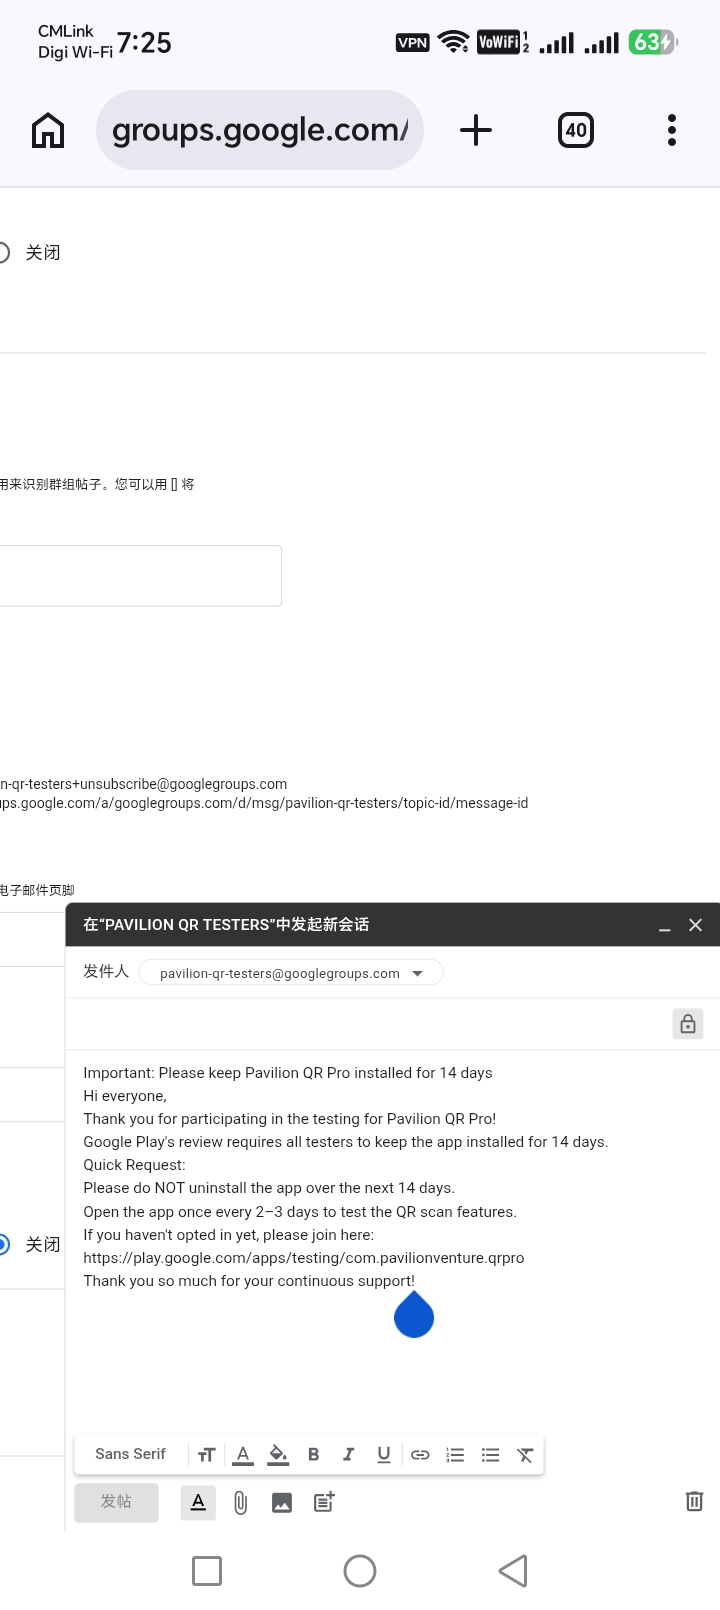 CMLink
Digi Wi-Fi
7:25
VPN
VoWiFi 1 2
63
groups.google.com/
40
关闭
用来识别群组帖子。您可以用 [] 将
n-qr-testers+unsubscribe@googlegroups.com
ups.google.com/a/googlegroups.com/d/msg/pavilion-qr-testers/topic-id/message-id
电子邮件页脚
在“PAVILION QR TESTERS”中发起新会话
发件人
pavilion-qr-testers@googlegroups.com
Important: Please keep Pavilion QR Pro installed for 14 days
Hi everyone,
Thank you for participating in the testing for Pavilion QR Pro!
Google Play's review requires all testers to keep the app installed for 14 days.
Quick Request:
Please do NOT uninstall the app over the next 14 days.
Open the app once every 2–3 days to test the QR scan features.
If you haven't opted in yet, please join here:
关闭
https://play.google.com/apps/testing/com.pavilionventure.qrpro
Thank you so much for your continuous support!
Sans Serif
发帖